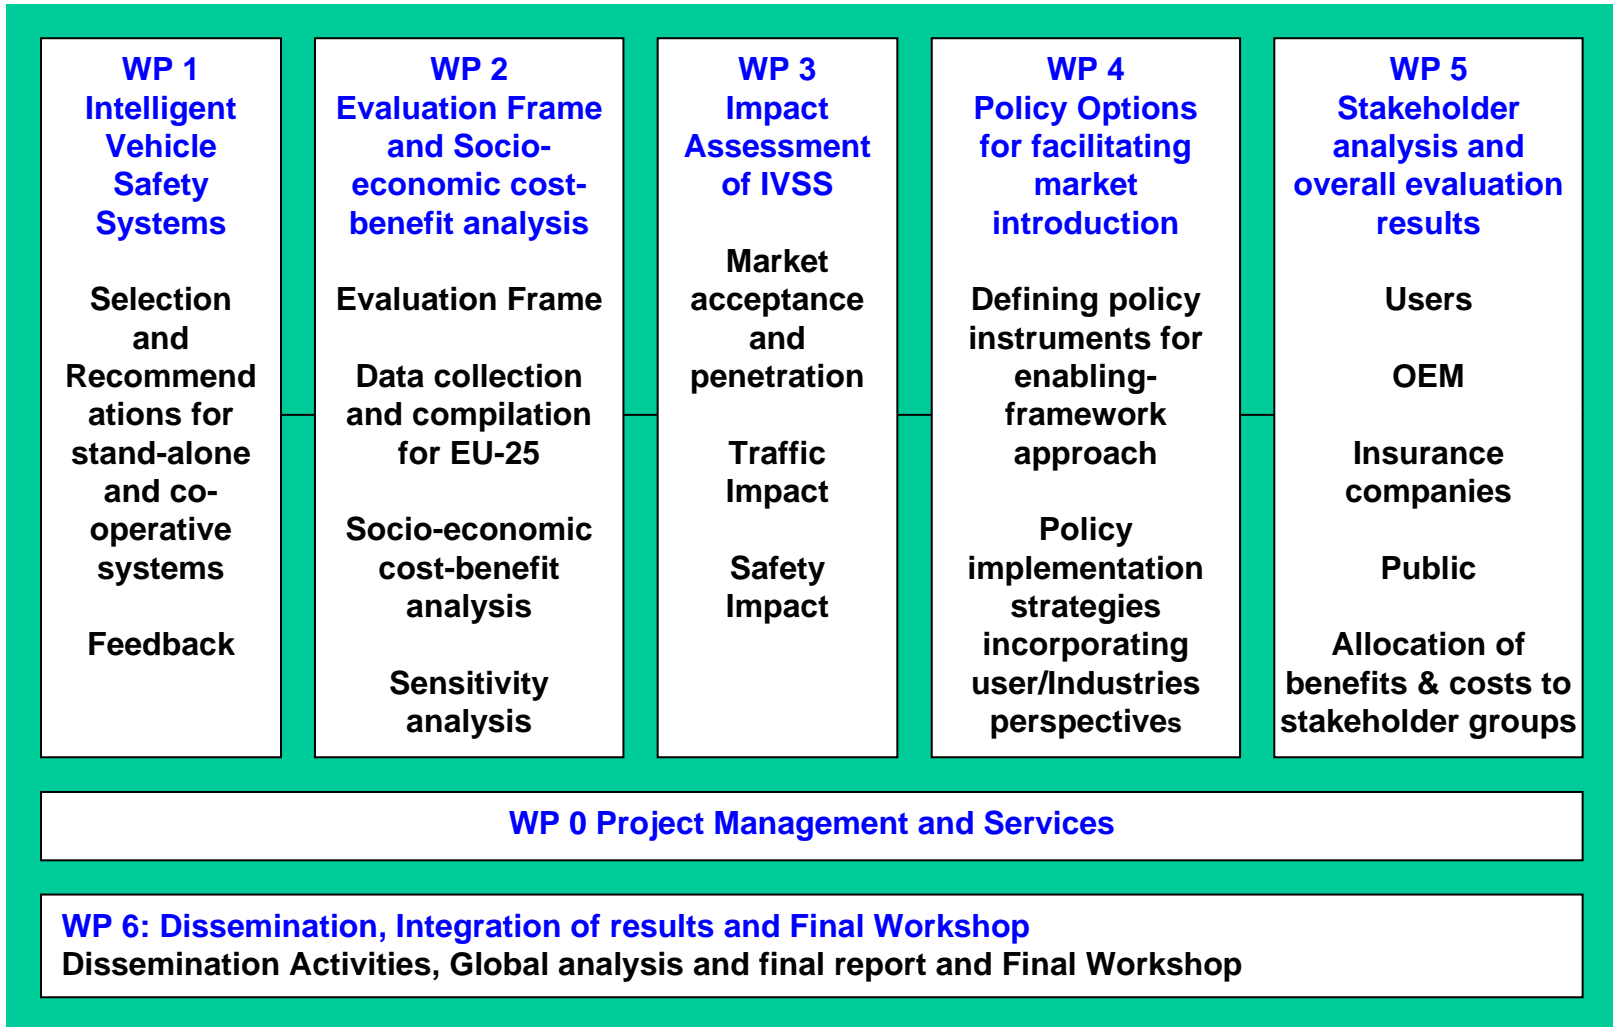 WP 1
Intelligent
Vehicle
Safety
Systems
Selection
and
Recommend
ations for
stand-alone
and co-
operative
systems
Feedback
WP 2
Evaluation Frame
and Socio-
economic cost-
benefit analysis
Evaluation Frame
Data collection
and compilation
for EU-25
Socio-economic
cost-benefit
analysis
Sensitivity
analysis
WP 3
Impact
Assessment
of IVSS
Market
acceptance
and
penetration
Traffic
Impact
Safety
Impact
WP 4
Policy Options
for facilitating
market
introduction
Defining policy
instruments for
enabling-
framework
approach
Policy
implementation
strategies
incorporating
user/Industries
perspectives
WP 5
Stakeholder
analysis and
overall evaluation
results
Users
OEM
Insurance
companies
Public
Allocation of
benefits & costs to
stakeholder groups
WP 0 Project Management and Services
WP 6: Dissemination, Integration of results and Final Workshop
Dissemination Activities, Global analysis and final report and Final Workshop